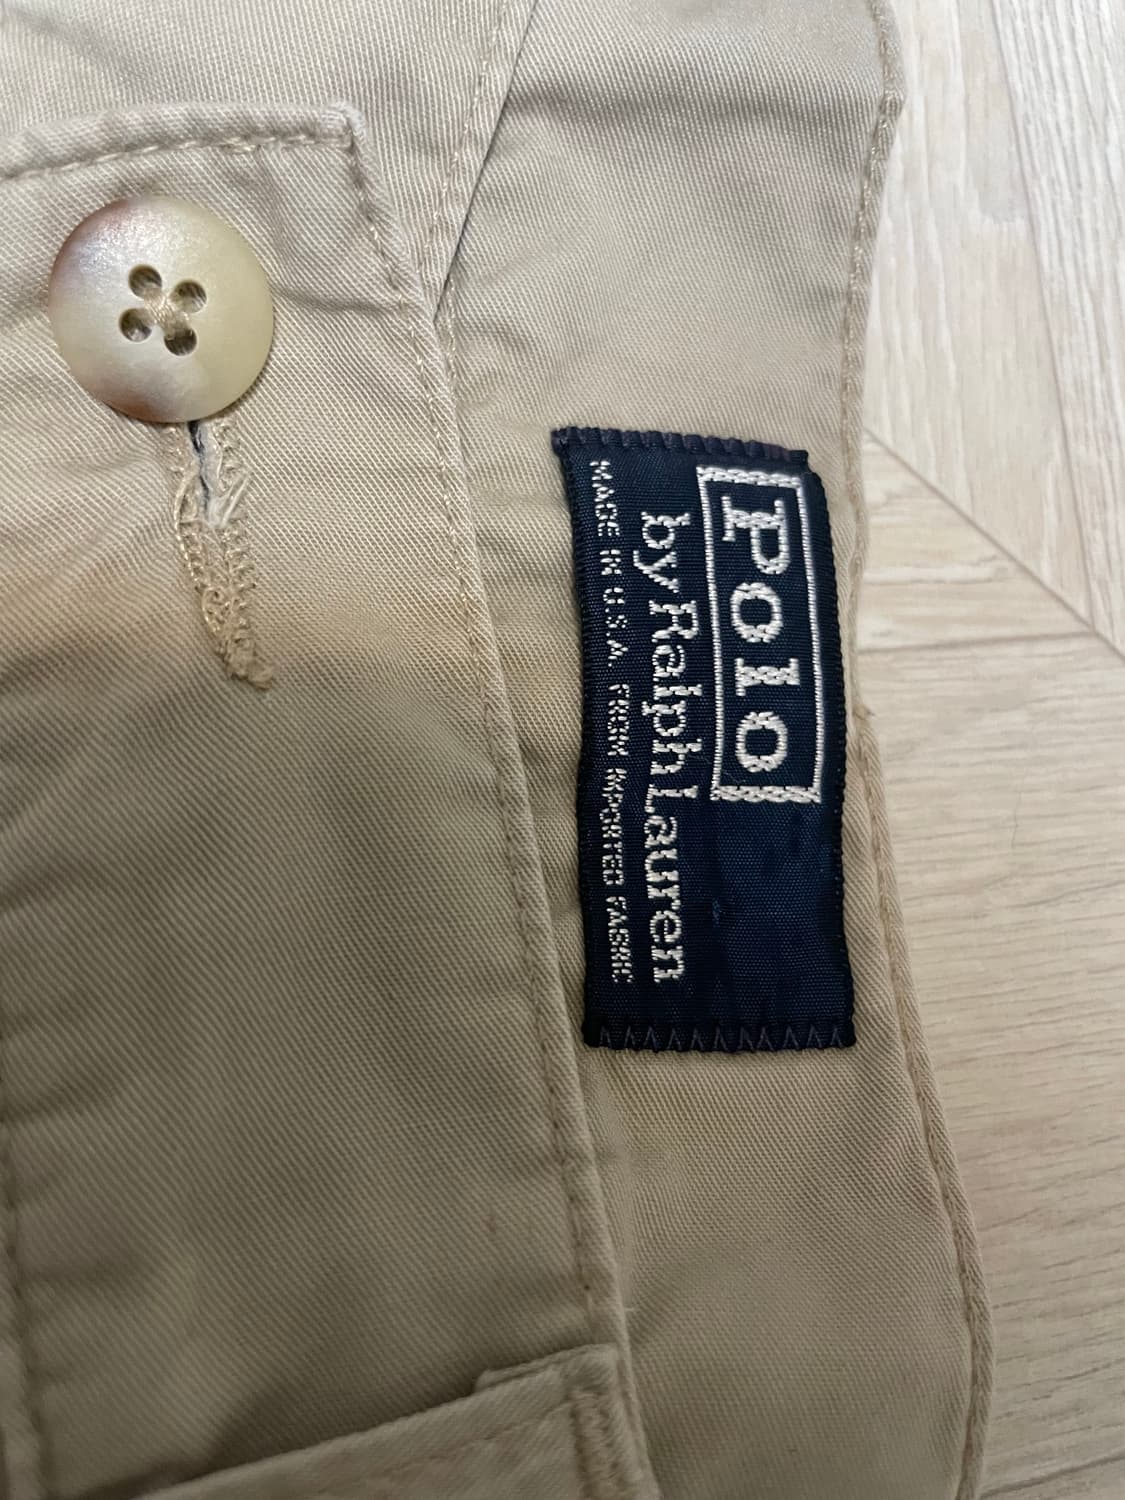 Polo
by Ralph Lauren
MADE IN U.S.A. FROM IMPORTED FABRIC